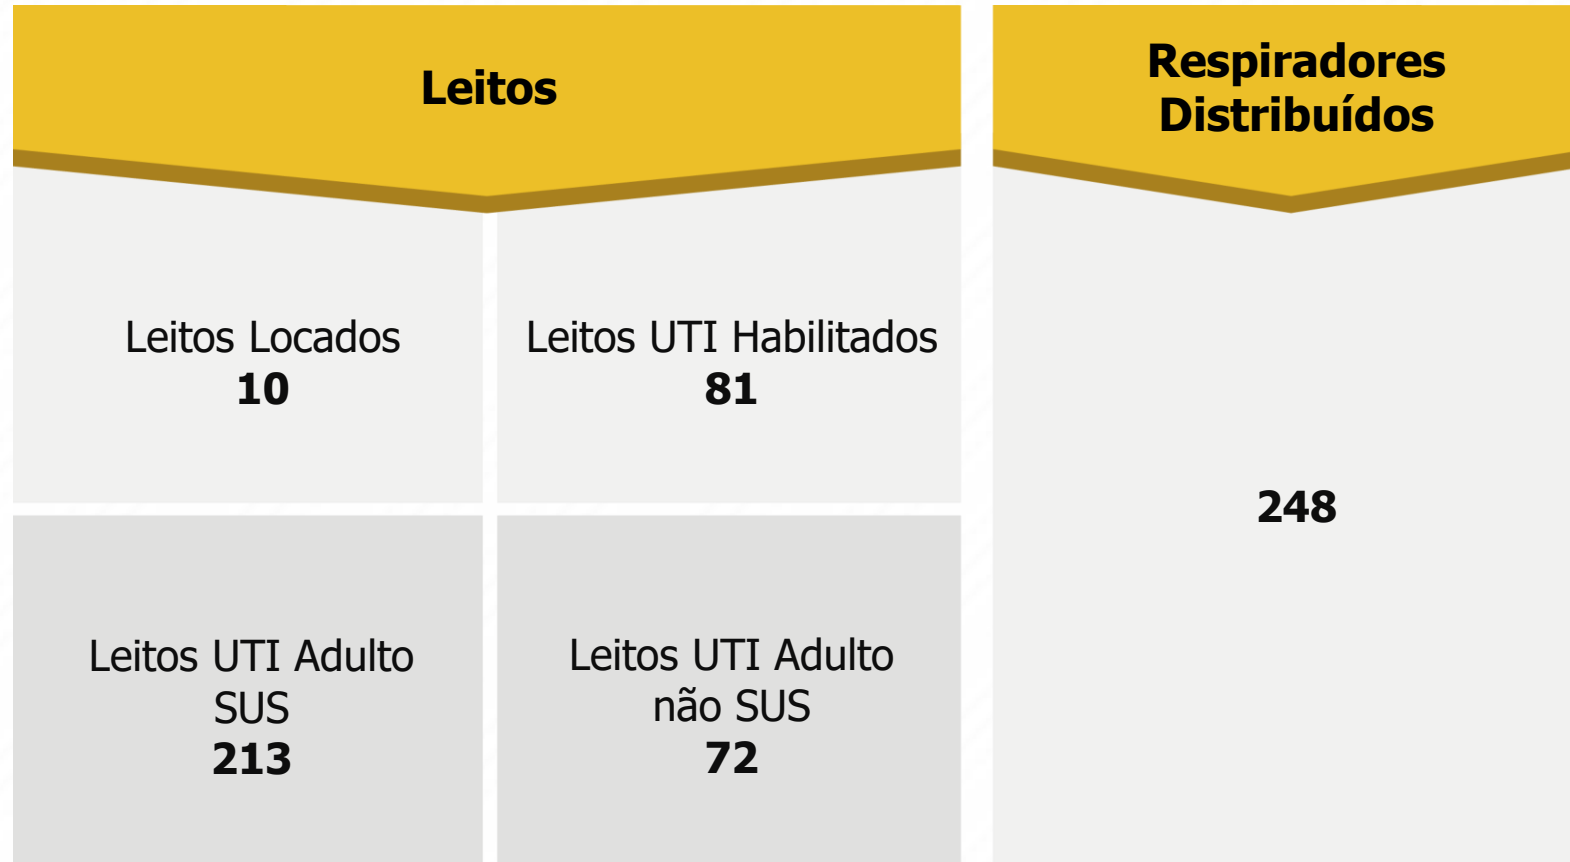 Leitos
Leitos Locados
10
Leitos UTI Habilitados
81
Leitos UTI Adulto
SUS
213
Leitos UTI Adulto
não SUS
72
Respiradores
Distribuídos
248